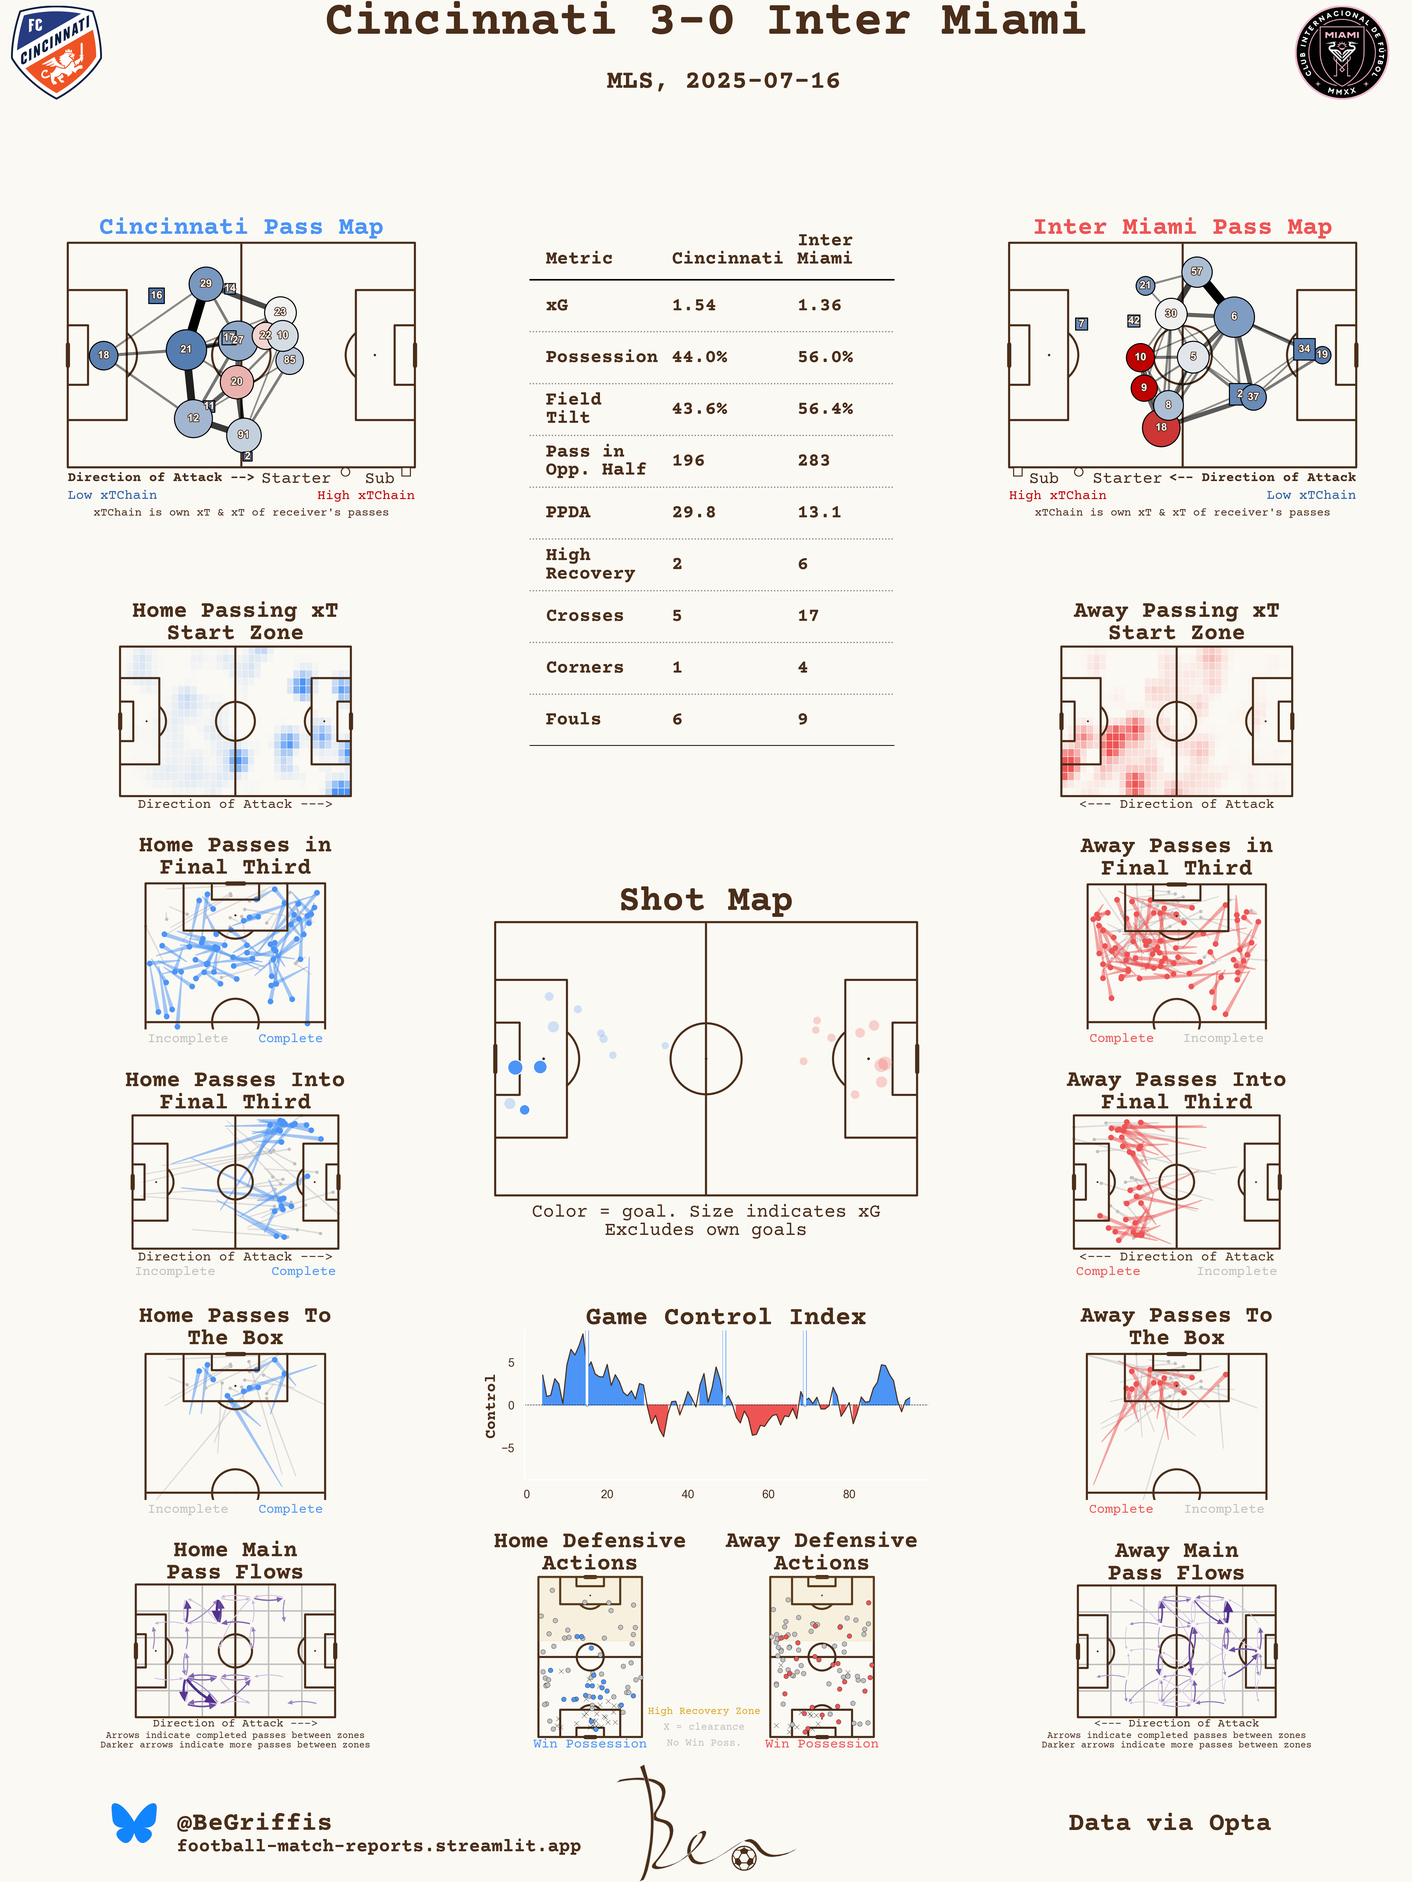 Cincinnati 3-0 Inter Miami
MLS, 2025-07-16
FC
CINCINNATI
CLUB INTERNACIONAL DE FÚTBOL
MIAMI
MMXX
Cincinnati Pass Map
16
29
14
23
18
21
17
27
22
10
85
20
12
11
91
2
Direction of Attack --> Starter Sub
Low xTChain High xTChain
xTChain is own xT & xT of receiver's passes
Metric Cincinnati Inter Miami
xG 1.54 1.36
Possession 44.0% 56.0%
Field Tilt 43.6% 56.4%
Pass in Opp. Half 196 283
PPDA 29.8 13.1
High Recovery 2 6
Crosses 5 17
Corners 1 4
Fouls 6 9
Inter Miami Pass Map
57
21
30
6
7
42
34
19
10
5
9
2
37
8
18
Sub Starter <-- Direction of Attack
High xTChain Low xTChain
xTChain is own xT & xT of receiver's passes
Home Passing xT
Start Zone
Direction of Attack --->
Away Passing xT
Start Zone
<--- Direction of Attack
Home Passes in
Final Third
Incomplete Complete
Away Passes in
Final Third
Complete Incomplete
Shot Map
Color = goal. Size indicates xG
Excludes own goals
Home Passes Into
Final Third
Direction of Attack --->
Incomplete Complete
Away Passes Into
Final Third
<--- Direction of Attack
Complete Incomplete
Home Passes To
The Box
Incomplete Complete
Game Control Index
Control
5
0
−5
0 20 40 60 80
Away Passes To
The Box
Complete Incomplete
Home Main
Pass Flows
Direction of Attack --->
Arrows indicate completed passes between zones
Darker arrows indicate more passes between zones
Home Defensive
Actions
Win Possession
High Recovery Zone
X = clearance
No Win Poss.
Away Defensive
Actions
Win Possession
Away Main
Pass Flows
<--- Direction of Attack
Arrows indicate completed passes between zones
Darker arrows indicate more passes between zones
@BeGriffis
football-match-reports.streamlit.app
Ben
Data via Opta